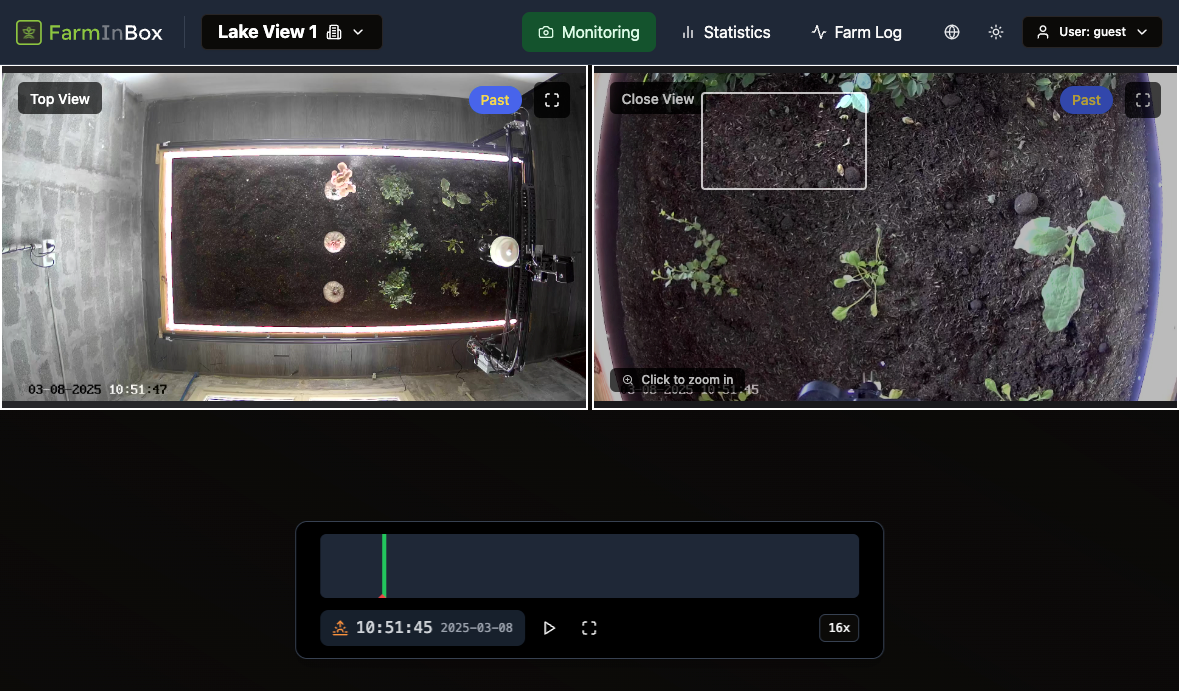 FarmInBox
Lake View 1
Monitoring
Statistics
Farm Log
User: guest
Top View
Past
Close View
Past
03-08-2025 10:51:47
Click to zoom in
3-08-2025 10:51:45
10:51:45 2025-03-08
16x